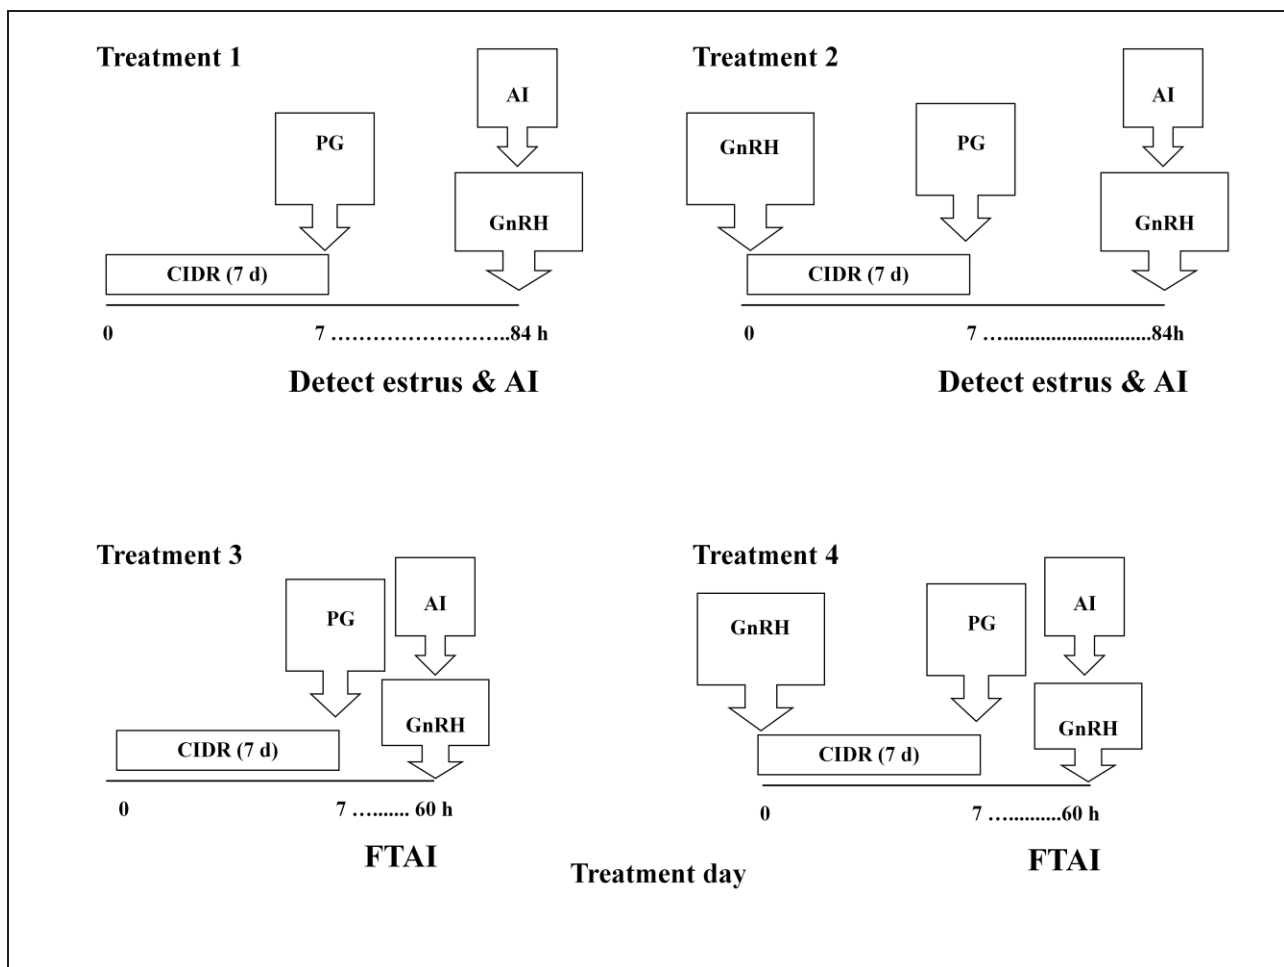 Treatment 1
AI
PG
GnRH
CIDR (7 d)
0
7 ……………………..84 h
Detect estrus & AI
Treatment 2
AI
GnRH
PG
GnRH
CIDR (7 d)
0
7 …............................84h
Detect estrus & AI
Treatment 3
AI
PG
GnRH
CIDR (7 d)
0
7 …....... 60 h
FTAI
Treatment 4
AI
GnRH
PG
GnRH
CIDR (7 d)
0
7 …..........60 h
FTAI
Treatment day